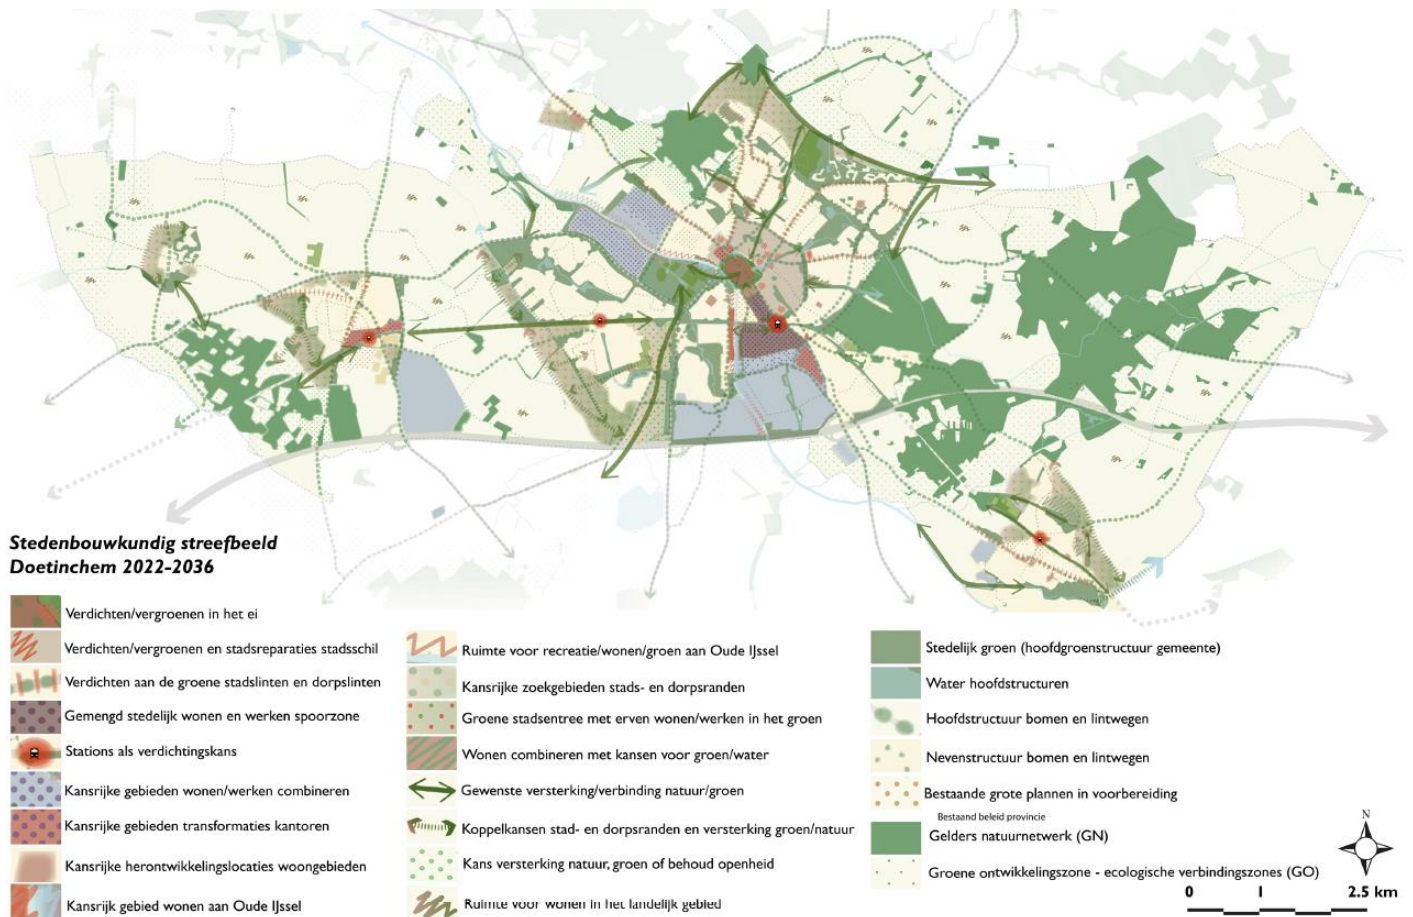 Stedenbouwkundig streefbeeld
Doetinchem 2022-2036
Verdichten/vergroenen in het ei
Verdichten/vergroenen en stadsreparaties stadsschil
Verdichten aan de groene stadslinten en dorpslinten
Gemengd stedelijk wonen en werken spoorzone
Stations als verdichtingskans
Kansrijke gebieden wonen/werken combineren
Kansrijke gebieden transformaties kantoren
Kansrijke herontwikkelingslocaties woongebieden
Kansrijk gebied wonen aan Oude IJssel
Ruimte voor recreatie/wonen/groen aan Oude IJssel
Kansrijke zoekgebieden stads- en dorpsranden
Groene stadsentree met erven wonen/werken in het groen
Wonen combineren met kansen voor groen/water
Gewenste versterking/verbinding natuur/groen
Koppelkansen stad- en dorpsranden en versterking groen/natuur
Kans versterking natuur, groen of behoud openheid
Ruimte voor wonen in het landelijk gebied
Stedelijk groen (hoofdgroenstructuur gemeente)
Water hoofdstructuren
Hoofdstructuur bomen en lintwegen
Nevenstructuur bomen en lintwegen
Bestaande grote plannen in voorbereiding
Bestaand beleid provincie
Gelders natuurnetwerk (GN)
Groene ontwikkelingszone - ecologische verbindingszones (GO)
N
0 1 2.5 km